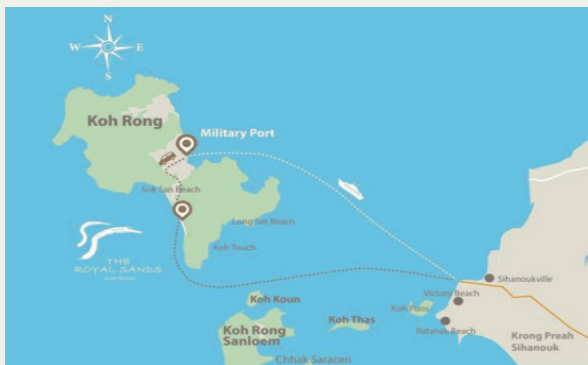 N
W E
S
Koh Rong
Military Port
Sok San Beach
Long Set Beach
Koh Touch
THE
ROYAL SANDS
Koh Koun
Koh Rong
Sanloem
Koh Thas
Koh Puos
Sihanoukville
Victory Beach
Ratanak Beach
Krong Preah
Sihanouk
Chhak Saracen